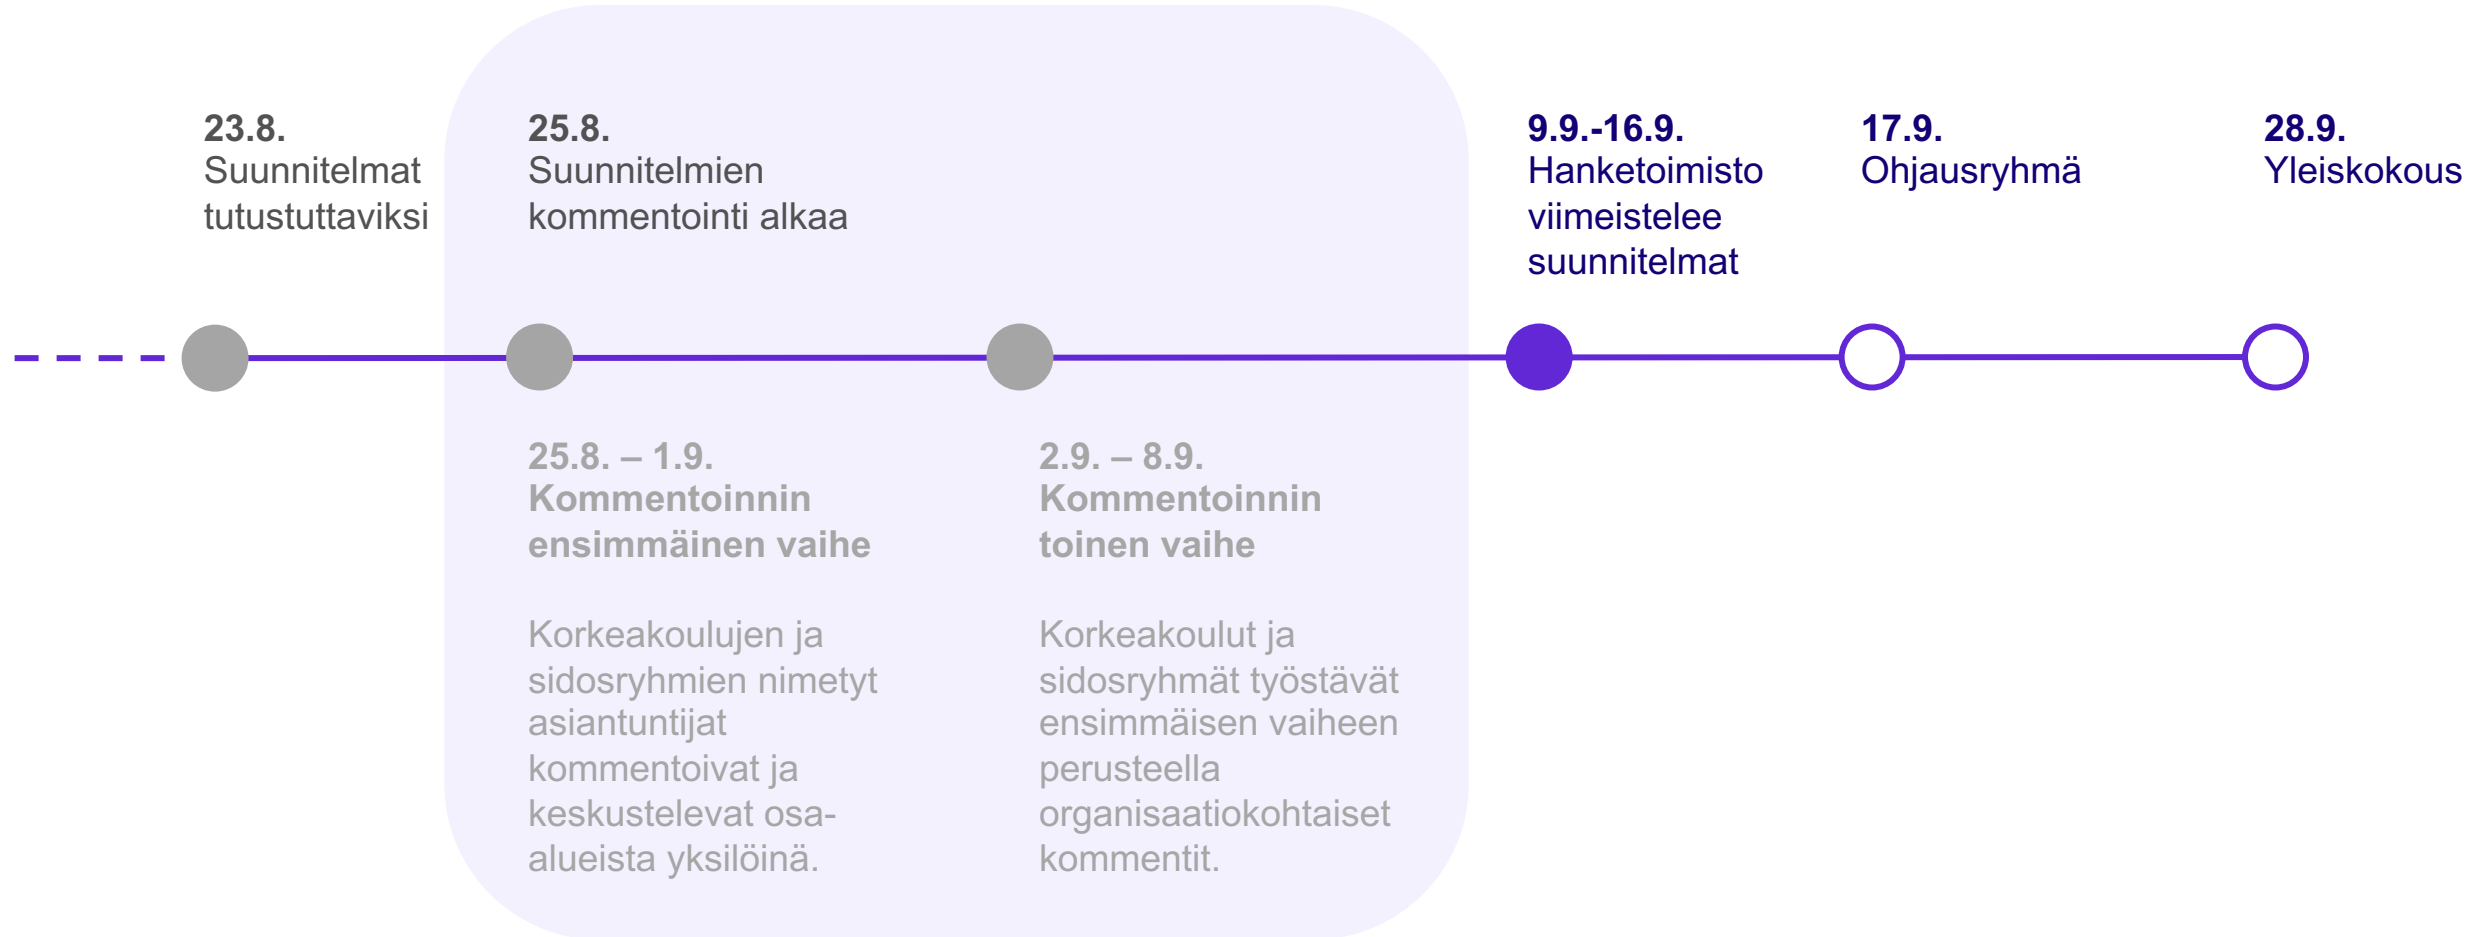 23.8.
Suunnitelmat
tutustuttaviksi
25.8.
Suunnitelmien
kommentointi alkaa
9.9.-16.9.
Hanketoimisto
viimeistelee
suunnitelmat
17.9.
Ohjausryhmä
28.9.
Yleiskokous
25.8. – 1.9.
Kommentoinnin
ensimmäinen vaihe
Korkeakoulujen ja
sidosryhmien nimetyt
asiantuntijat
kommentoivat ja
keskustelevat osa-
alueista yksilöinä.
2.9. – 8.9.
Kommentoinnin
toinen vaihe
Korkeakoulut ja
sidosryhmät työstävät
ensimmäisen vaiheen
perusteella
organisaatiokohtaiset
kommentit.